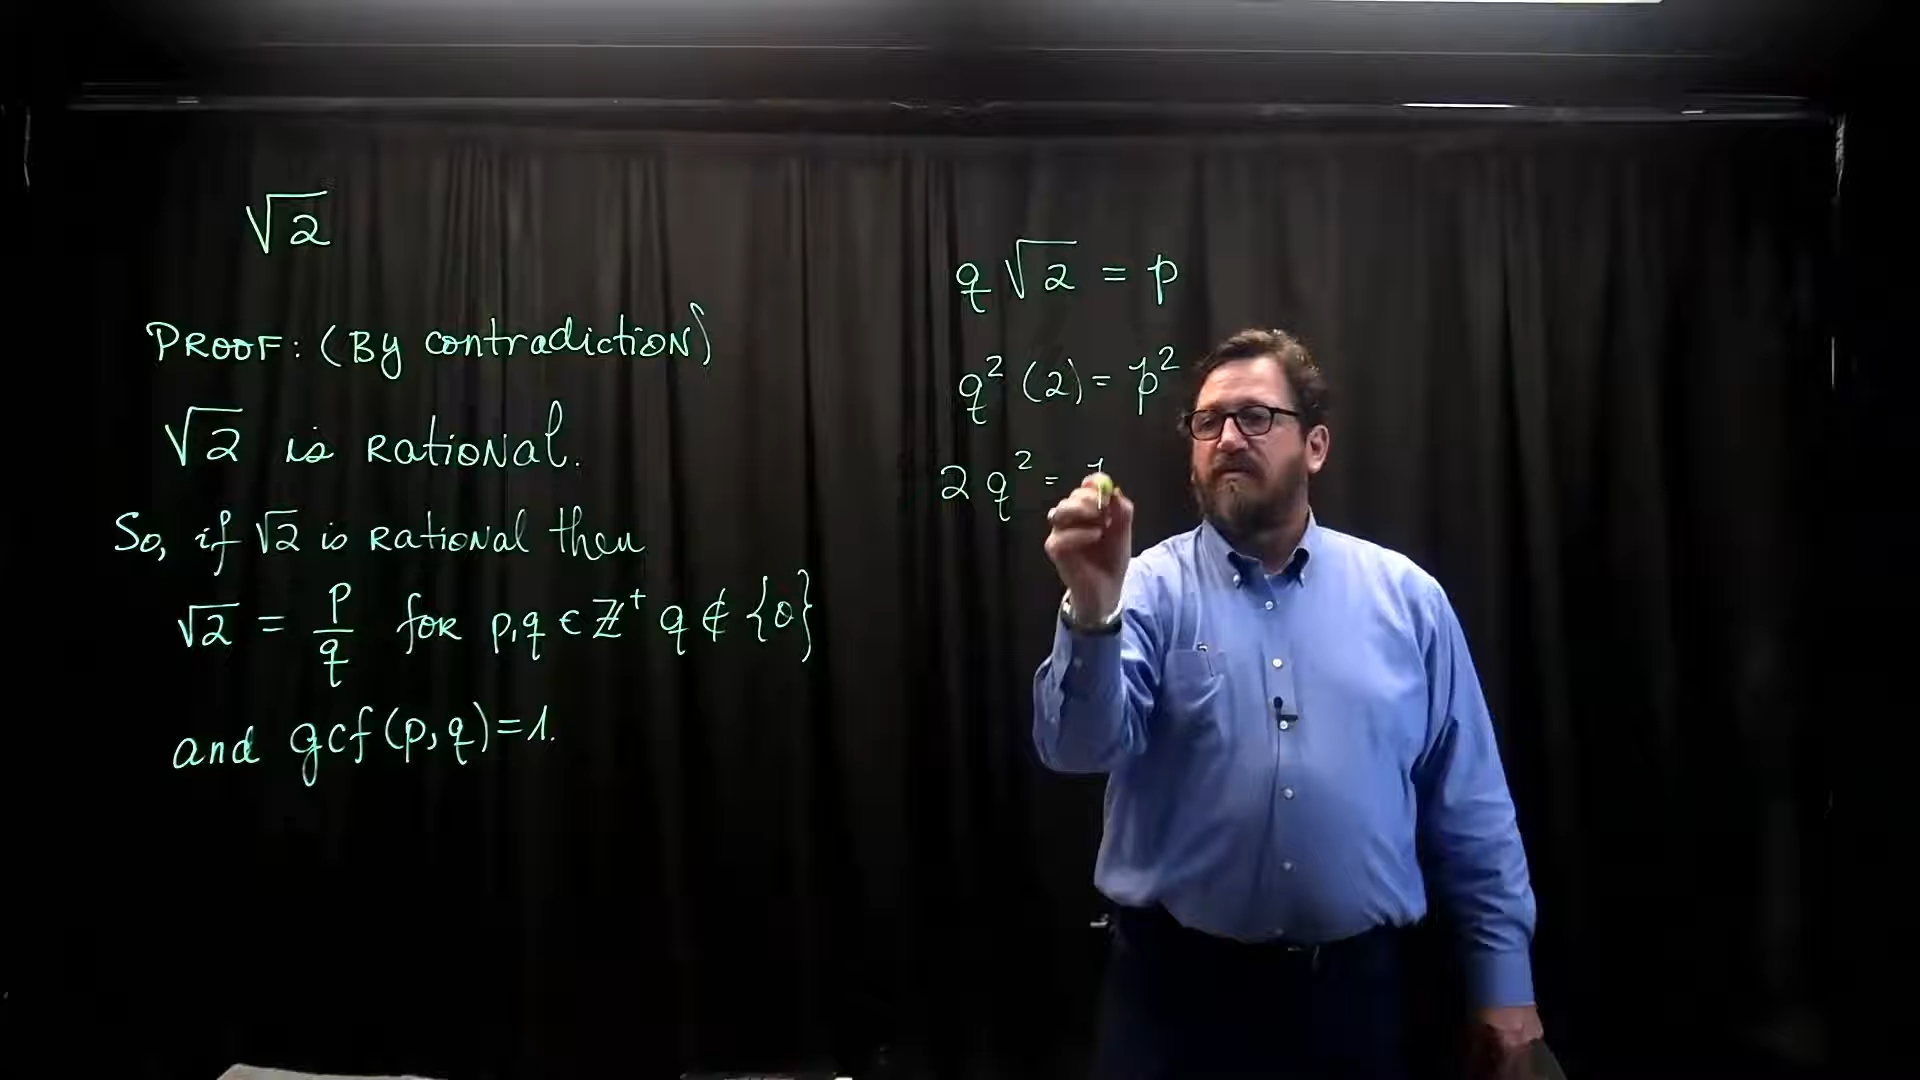 √2
PROOF: (By contradiction)
√2 is rational.
So, if √2 is rational then
√2 = p/q for p,q ∈ ℤ⁺ q ∉ {0}
and gcf(p,q)=1.
q√2 = p
q² (2) = p²
2q² =